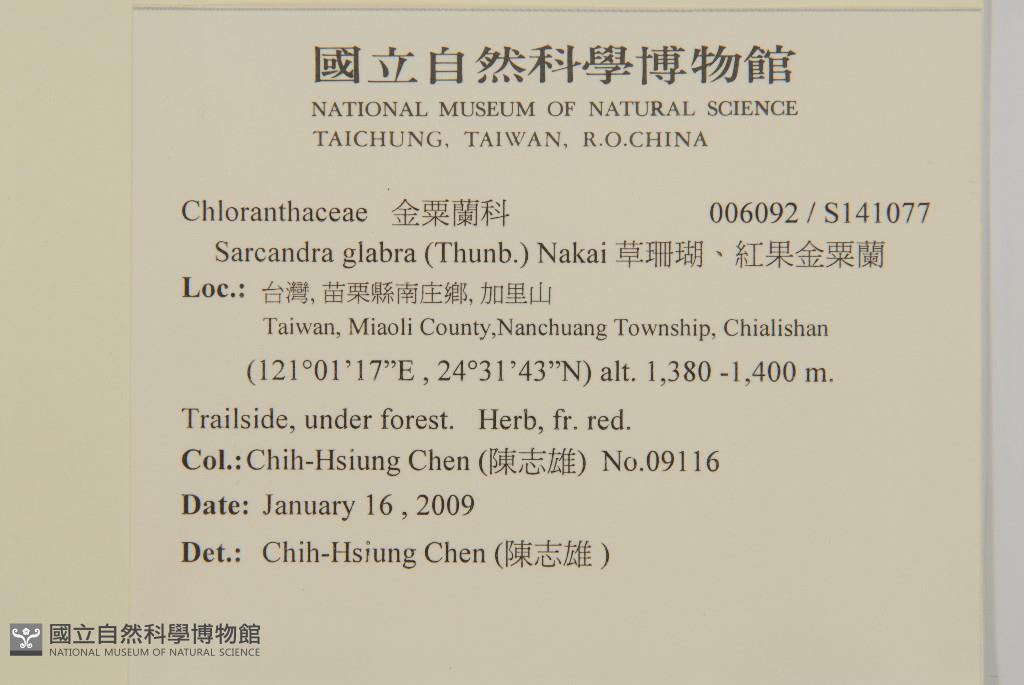 國立自然科學博物館
NATIONAL MUSEUM OF NATURAL SCIENCE
TAICHUNG, TAIWAN, R.O.CHINA
Chloranthaceae 金粟蘭科 006092 / S141077
Sarcandra glabra (Thunb.) Nakai 草珊瑚、紅果金粟蘭
Loc.: 台灣, 苗栗縣南庄鄉, 加里山
Taiwan, Miaoli County,Nanchuang Township, Chialishan
(121°01’17”E , 24°31’43”N) alt. 1,380 -1,400 m.
Trailside, under forest. Herb, fr. red.
Col.: Chih-Hsiung Chen (陳志雄) No.09116
Date: January 16 , 2009
Det.: Chih-Hsiung Chen (陳志雄 )
國立自然科學博物館
NATIONAL MUSEUM OF NATURAL SCIENCE